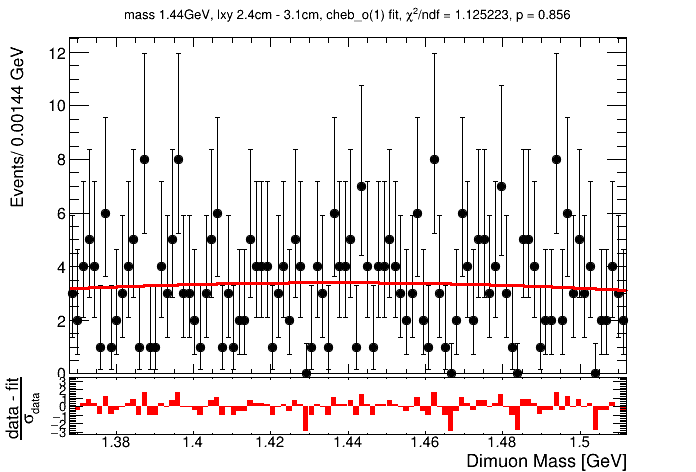 mass 1.44GeV, lxy 2.4cm - 3.1cm, cheb_o(1) fit, χ²/ndf = 1.125223, p = 0.856
Events/ 0.00144 GeV
12
10
8
6
4
2
0
data - fit
σ_data
3
2
1
0
−1
−2
−3
1.38 1.4 1.42 1.44 1.46 1.48 1.5
Dimuon Mass [GeV]